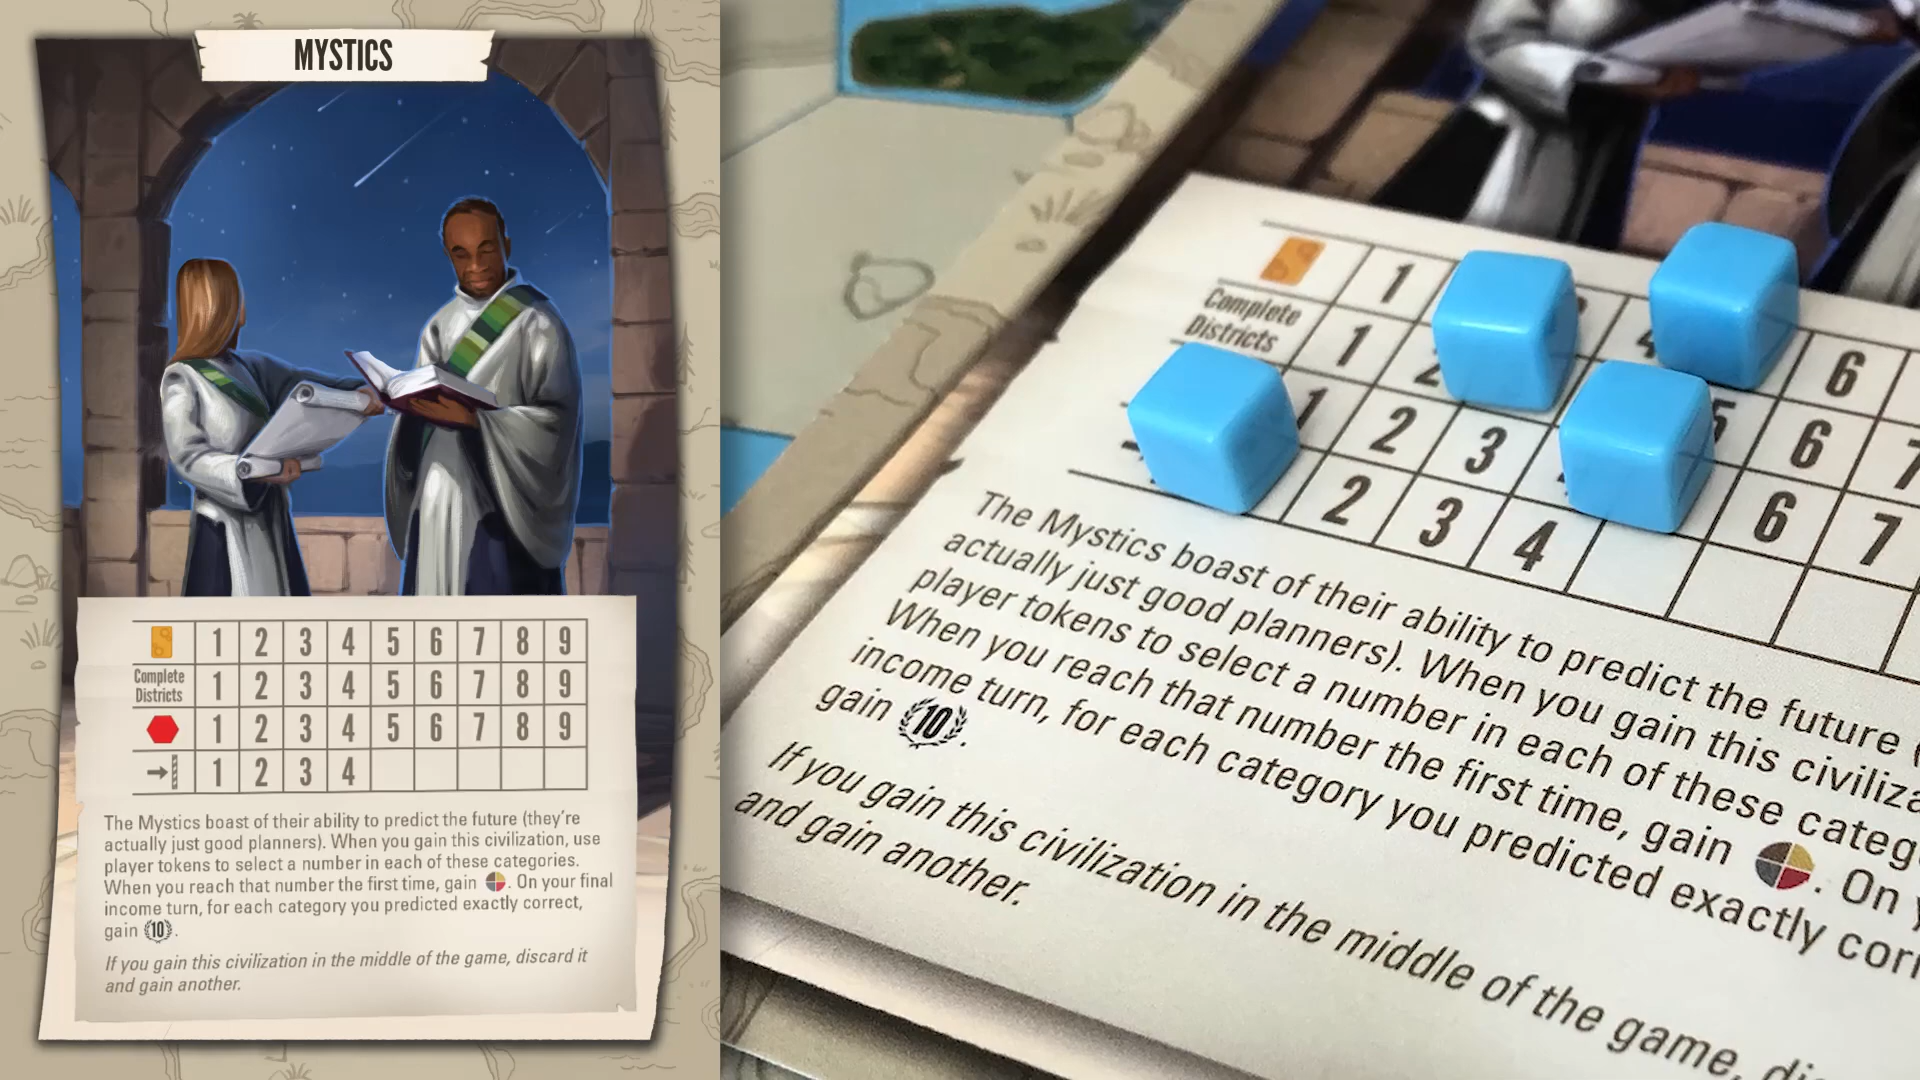 MYSTICS
1 2 3 4 5 6 7 8 9
Complete
Districts
1 2 3 4 5 6 7 8 9
1 2 3 4 5 6 7 8 9
1 2 3 4
The Mystics boast of their ability to predict the future (they're
actually just good planners). When you gain this civilization, use
player tokens to select a number in each of these categories.
When you reach that number the first time, gain . On your final
income turn, for each category you predicted exactly correct,
gain 10.
If you gain this civilization in the middle of the game, discard it
and gain another.
1 4 6
Complete
Districts
1 2 5 6 7
1 2 3 6 7
2 3 4
The Mystics boast of their ability to predict the future (
actually just good planners). When you gain this civiliza
player tokens to select a number in each of these categ
When you reach that number the first time, gain . On y
income turn, for each category you predicted exactly corr
gain 10.
If you gain this civilization in the middle of the game, dis
and gain another.